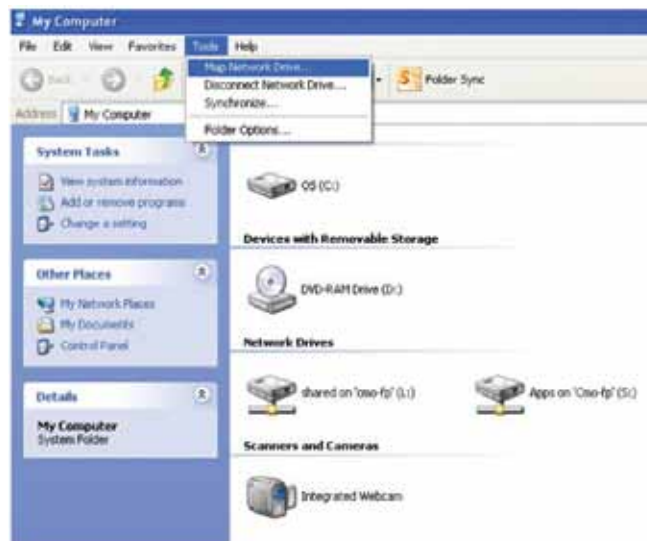 My Computer
File Edit View Favorites Tools Help
Map Network Drive...
Disconnect Network Drive...
Synchronize...
Folder Options...
Back
Folder Sync
Address My Computer
System Tasks
View system information
Add or remove programs
Change a setting
Other Places
My Network Places
My Documents
Control Panel
Details
My Computer
System Folder
OS (C:)
Devices with Removable Storage
DVD-RAM Drive (D:)
Network Drives
shared on 'omo-fp' (L:) Apps on 'Omo-fp' (S:)
Scanners and Cameras
Integrated Webcam